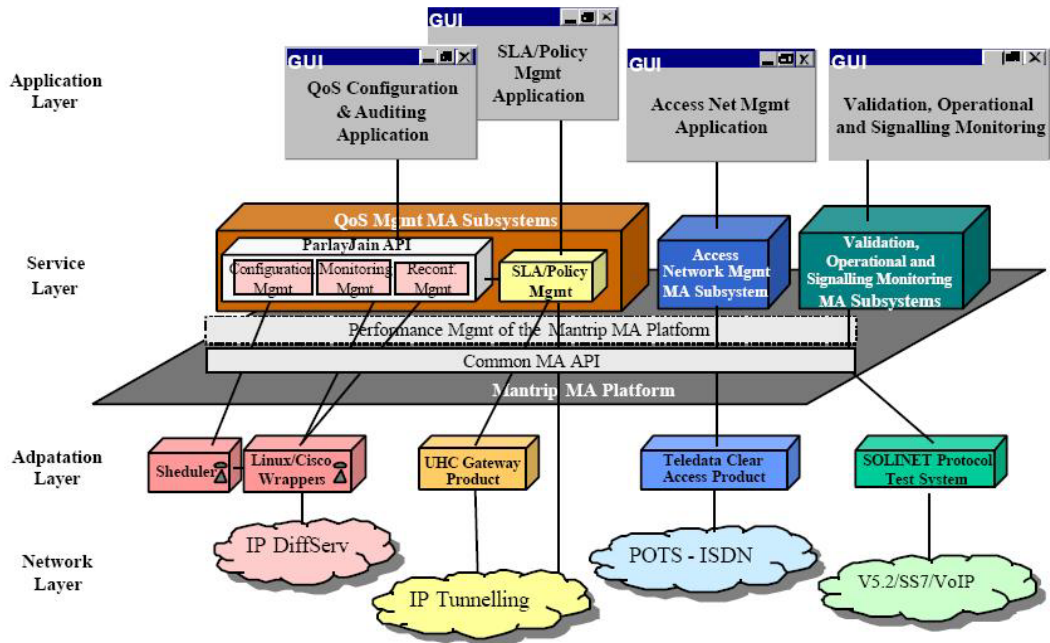 GUI
SLA/Policy
Mgmt
Application
GUI
QoS Configuration
& Auditing
Application
GUI
Access Net Mgmt
Application
GUI
Validation, Operational
and Signalling Monitoring
Application
Layer
QoS Mgmt MA Subsystems
ParlayJain API
Configuration
Mgmt
Monitoring
Mgmt
Reconf.
Mgmt
SLA/Policy
Mgmt
Access
Network Mgmt
MA Subsystem
Validation,
Operational and
Signalling Monitoring
MA Subsystems
Service
Layer
Performance Mgmt of the Mantrip MA Platform
Common MA API
Mantrip MA Platform
Adpatation
Layer
Sheduler
Linux/Cisco
Wrappers
UHC Gateway
Product
Teledata Clear
Access Product
SOLINET Protocol
Test System
Network
Layer
IP DiffServ
IP Tunnelling
POTS - ISDN
V5.2/SS7/VoIP